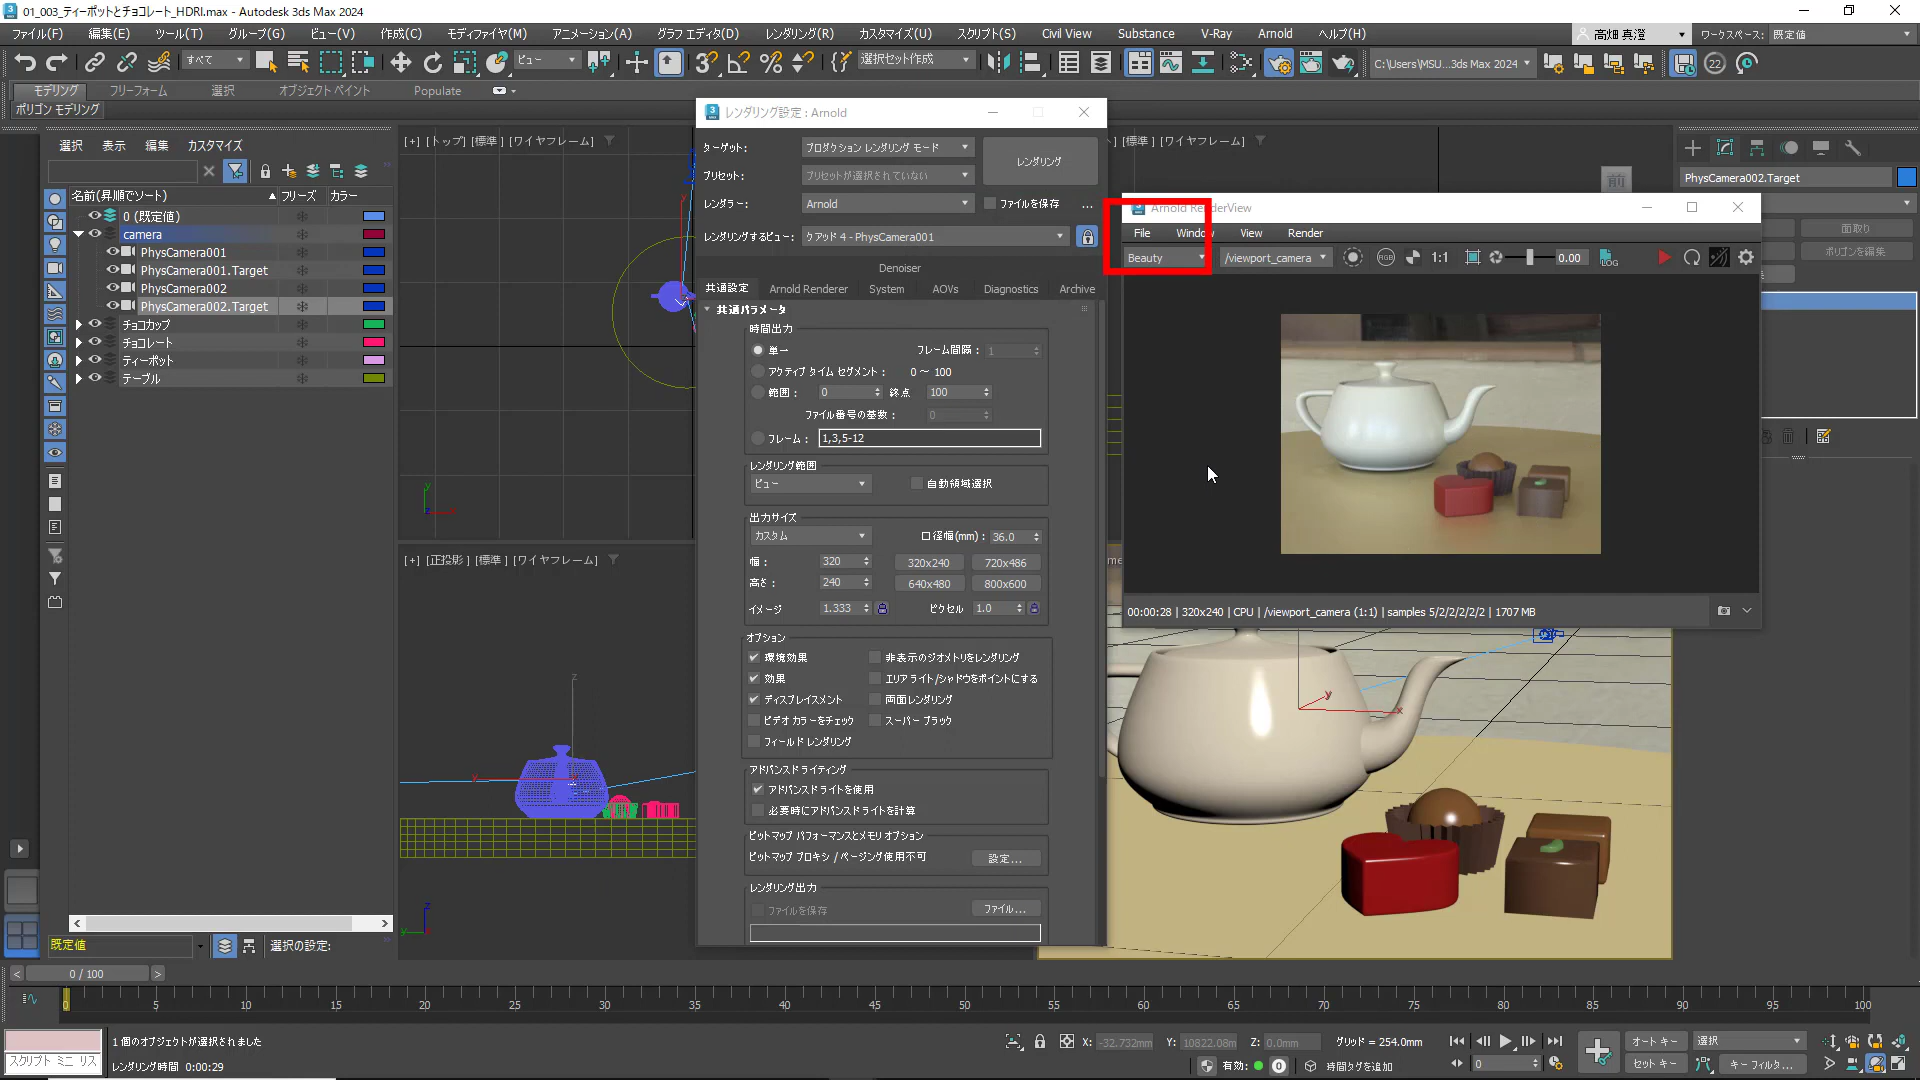 01_003_ティーポットとチョコレート_HDRI.max - Autodesk 3ds Max 2024
ファイル(F) 編集(E) ツール(T) グループ(G) ビュー(V) 作成(C) モディファイヤ(M) アニメーション(A) グラフ エディタ(D) レンダリング(R) カスタマイズ(U) スクリプト(S) Civil View Substance V-Ray Arnold ヘルプ(H)
高畑 真澄 ワークスペース: 既定値
すべて ビュー 選択セット作成 C:\Users\MSU...3ds Max 2024 22
モデリング フリーフォーム 選択 オブジェクト ペイント Populate
ポリゴン モデリング
選択 表示 編集 カスタマイズ
名前(昇順でソート) フリーズ カラー
0 (既定値)
camera
PhysCamera001
PhysCamera001.Target
PhysCamera002
PhysCamera002.Target
チョコカップ
チョコレート
ティーポット
テーブル
既定値 選択の設定:
[+] [トップ] [標準] [ワイヤフレーム]
[標準] [ワイヤフレーム]
[+] [正投影] [標準] [ワイヤフレーム]
前
レンダリング設定 : Arnold
ターゲット: プロダクション レンダリング モード レンダリング
プリセット: プリセットが選択されていない
レンダラー: Arnold ファイルを保存 ...
レンダリングするビュー: クアッド 4 - PhysCamera001
Denoiser
共通設定 Arnold Renderer System AOVs Diagnostics Archive
共通パラメータ
時間出力
単一 フレーム間隔: 1
アクティブ タイム セグメント: 0 ～ 100
範囲: 0 終点 100
ファイル番号の基数: 0
フレーム: 1,3,5-12
レンダリング範囲
ビュー 自動領域選択
出力サイズ
カスタム 口径幅(mm): 36.0
幅: 320 320x240 720x486
高さ: 240 640x480 800x600
イメージ 1.333 ピクセル 1.0
オプション
環境効果 非表示のジオメトリをレンダリング
効果 エリア ライト/シャドウをポイントにする
ディスプレイスメント 両面レンダリング
ビデオ カラーをチェック スーパー ブラック
フィールド レンダリング
アドバンスド ライティング
アドバンスド ライトを使用
必要時にアドバンスド ライトを計算
ビットマップ パフォーマンスとメモリ オプション
ビットマップ プロキシ / ページング使用不可 設定...
レンダリング出力
ファイルを保存 ファイル...
Arnold RenderView
File Window View Render
Beauty /viewport_camera RGB 1:1 0.00 LOG
00:00:28 | 320x240 | CPU | /viewport_camera (1:1) | samples 5/2/2/2/2/2 | 1707 MB
PhysCamera002.Target
面取り
ポリゴンを編集
0 / 100
0 5 10 15 20 25 30 35 40 45 50 55 60 65 70 75 80 85 90 95 100
スクリプト ミニ リス
1 個のオブジェクトが選択されました
レンダリング時間 0:00:29
X: -32.732mm Y: 10822.08m Z: 0.0mm グリッド = 254.0mm
有効: 0 時間タグを追加
0
オート キー 選択
セット キー キー フィルタ...